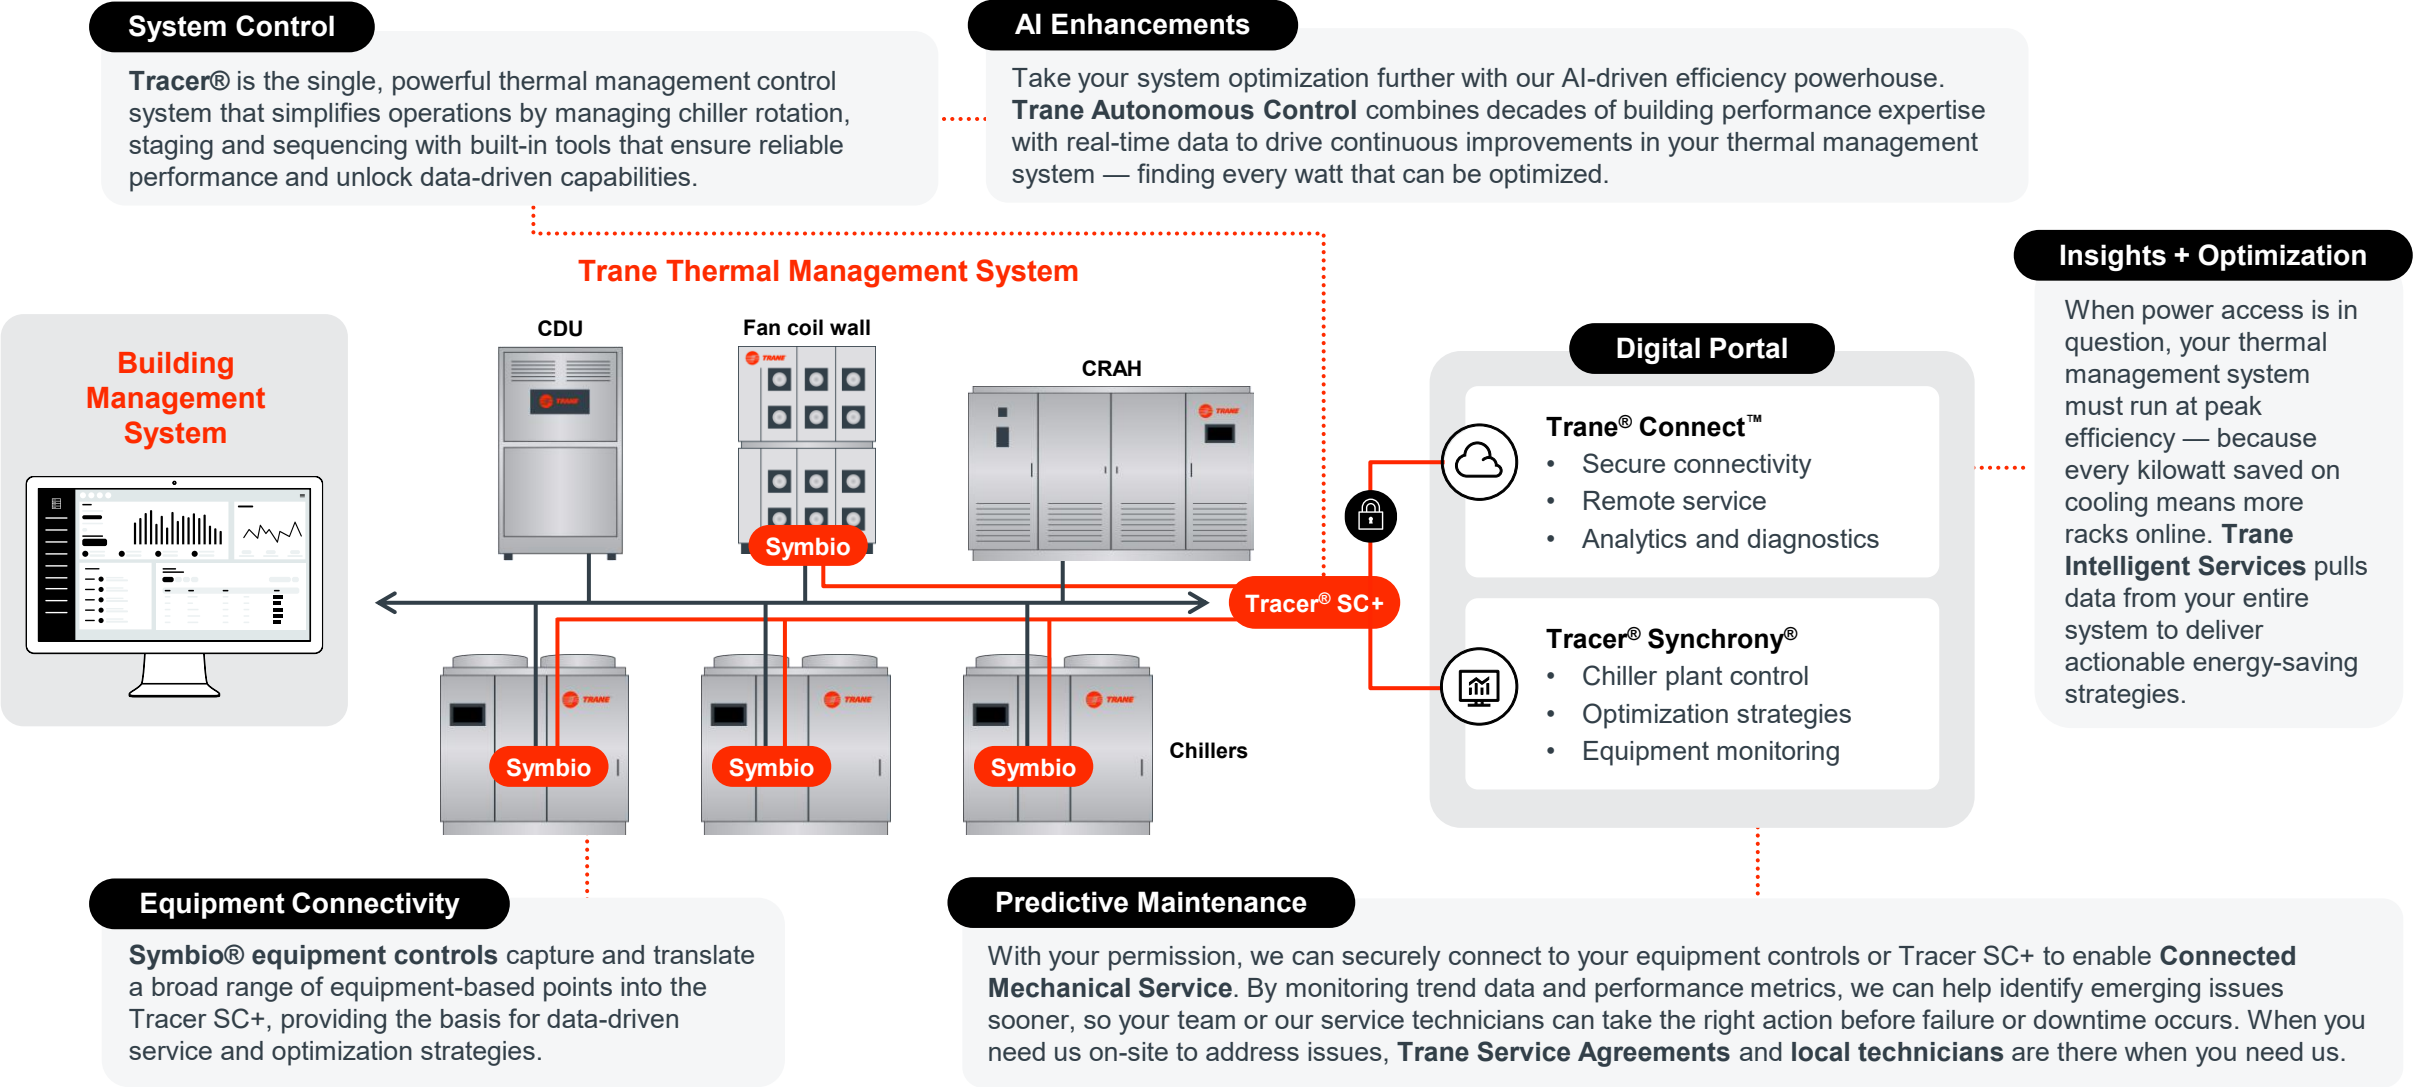 System Control
Tracer® is the single, powerful thermal management control
system that simplifies operations by managing chiller rotation,
staging and sequencing with built-in tools that ensure reliable
performance and unlock data-driven capabilities.
AI Enhancements
Take your system optimization further with our AI-driven efficiency powerhouse.
Trane Autonomous Control combines decades of building performance expertise
with real-time data to drive continuous improvements in your thermal management
system — finding every watt that can be optimized.
Trane Thermal Management System
Building
Management
System
CDU
TRANE
Fan coil wall
TRANE
Symbio
CRAH
TRANE
Tracer® SC+
TRANE
Symbio
TRANE
Symbio
TRANE
Symbio
Chillers
Digital Portal
Trane® Connect™
• Secure connectivity
• Remote service
• Analytics and diagnostics
Tracer® Synchrony®
• Chiller plant control
• Optimization strategies
• Equipment monitoring
Insights + Optimization
When power access is in
question, your thermal
management system
must run at peak
efficiency — because
every kilowatt saved on
cooling means more
racks online. Trane
Intelligent Services pulls
data from your entire
system to deliver
actionable energy-saving
strategies.
Equipment Connectivity
Symbio® equipment controls capture and translate
a broad range of equipment-based points into the
Tracer SC+, providing the basis for data-driven
service and optimization strategies.
Predictive Maintenance
With your permission, we can securely connect to your equipment controls or Tracer SC+ to enable Connected
Mechanical Service. By monitoring trend data and performance metrics, we can help identify emerging issues
sooner, so your team or our service technicians can take the right action before failure or downtime occurs. When you
need us on-site to address issues, Trane Service Agreements and local technicians are there when you need us.